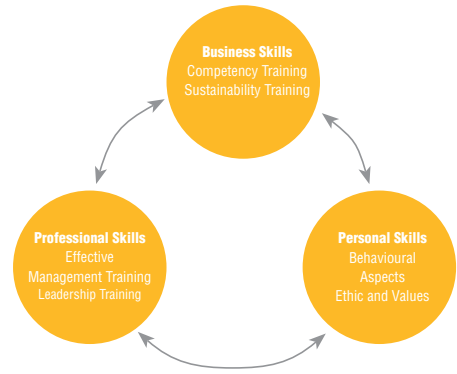 Business Skills
Competency Training
Sustainability Training
Professional Skills
Effective
Management Training
Leadership Training
Personal Skills
Behavioural
Aspects
Ethic and Values